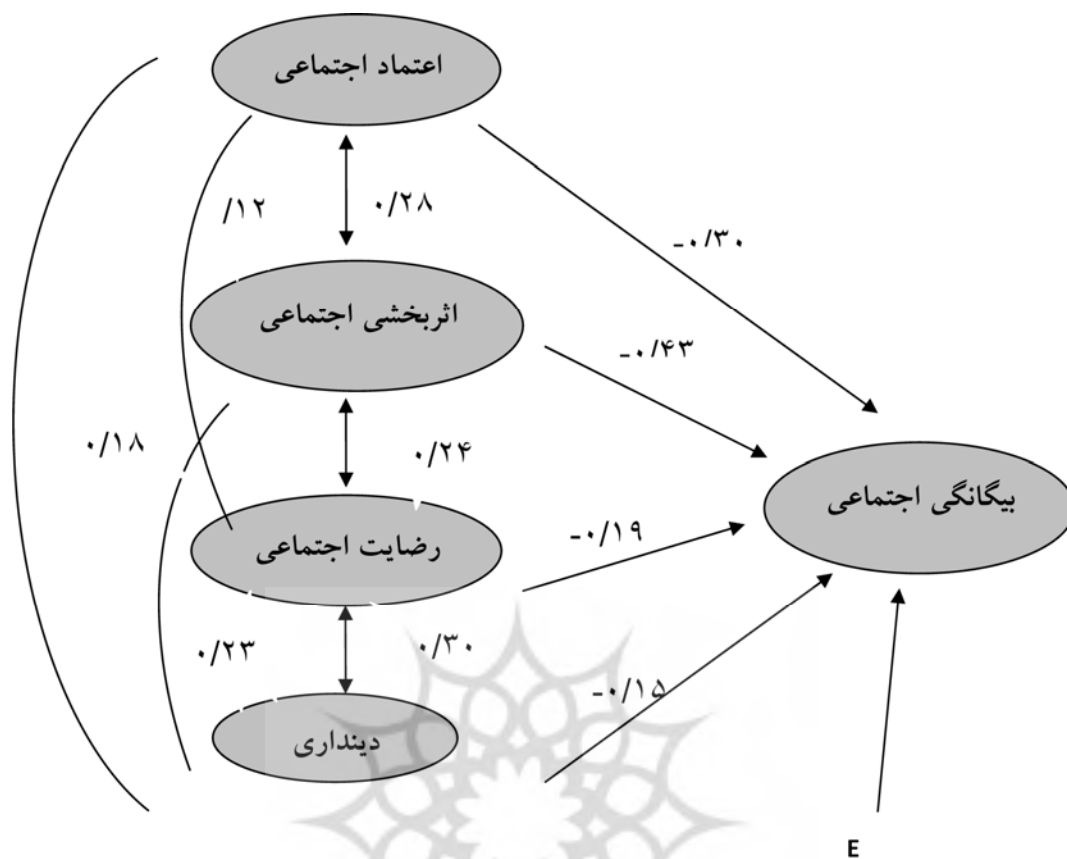 اعتماد اجتماعی
/۱۲
۰/۲۸
-۰/۳۰
اثربخشی اجتماعی
-۰/۴۳
۰/۱۸
۰/۲۴
بیگانگی اجتماعی
رضایت اجتماعی
-۰/۱۹
۰/۲۳
۰/۳۰
-۰/۱۵
دینداری
E